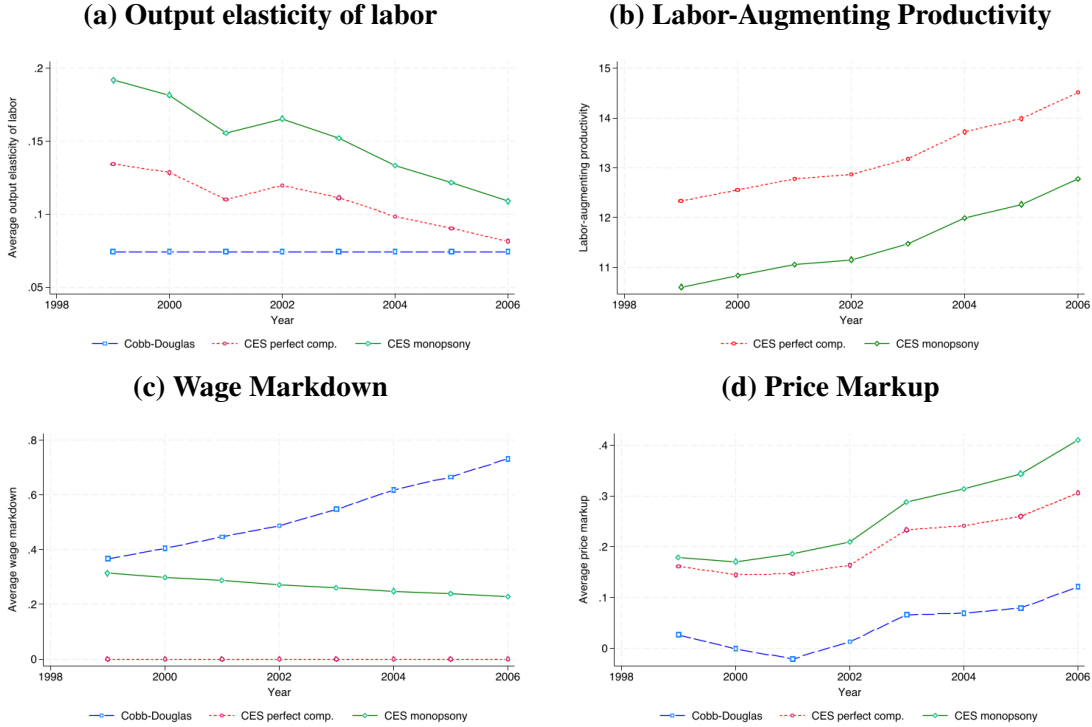 (a) Output elasticity of labor
Average output elasticity of labor
.2
.15
.1
.05
1998 2000 2002 2004 2006
Year
Cobb-Douglas CES perfect comp. CES monopsony
(b) Labor-Augmenting Productivity
Labor-augmenting productivity
15
14
13
12
11
1998 2000 2002 2004 2006
Year
CES perfect comp. CES monopsony
(c) Wage Markdown
Average wage markdown
.8
.6
.4
.2
0
1998 2000 2002 2004 2006
Year
Cobb-Douglas CES perfect comp. CES monopsony
(d) Price Markup
Average price markup
.4
.3
.2
.1
0
1998 2000 2002 2004 2006
Year
Cobb-Douglas CES perfect comp. CES monopsony